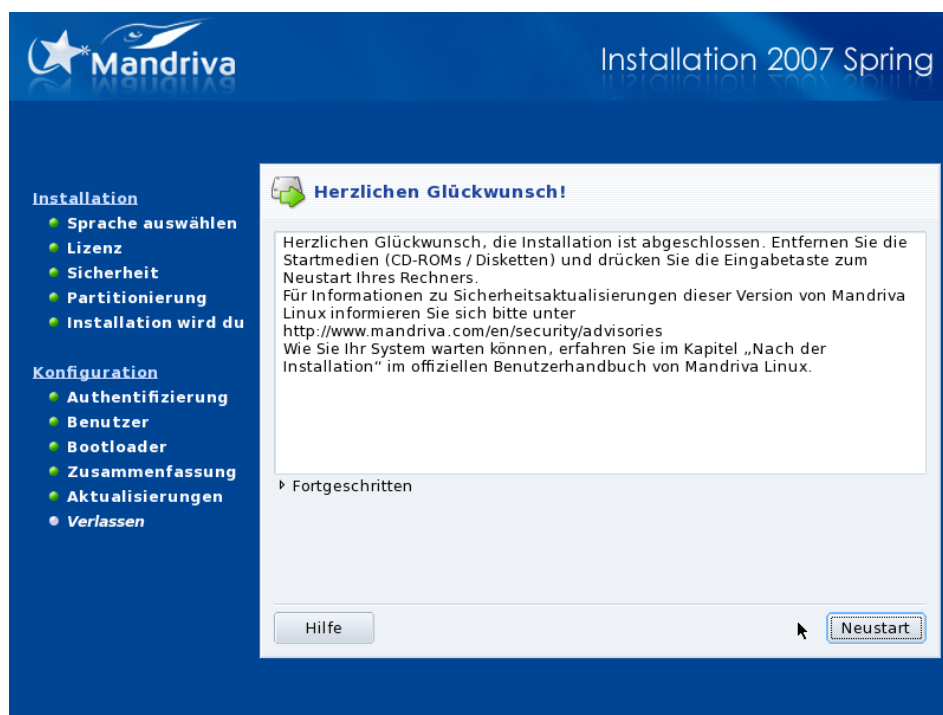 Mandriva
Installation 2007 Spring
Installation
Sprache auswählen
Lizenz
Sicherheit
Partitionierung
Installation wird du
Konfiguration
Authentifizierung
Benutzer
Bootloader
Zusammenfassung
Aktualisierungen
Verlassen
Herzlichen Glückwunsch!
Herzlichen Glückwunsch, die Installation ist abgeschlossen. Entfernen Sie die
Startmedien (CD-ROMs / Disketten) und drücken Sie die Eingabetaste zum
Neustart Ihres Rechners.
Für Informationen zu Sicherheitsaktualisierungen dieser Version von Mandriva
Linux informieren Sie sich bitte unter
http://www.mandriva.com/en/security/advisories
Wie Sie Ihr System warten können, erfahren Sie im Kapitel „Nach der
Installation“ im offiziellen Benutzerhandbuch von Mandriva Linux.
Fortgeschritten
Hilfe
Neustart